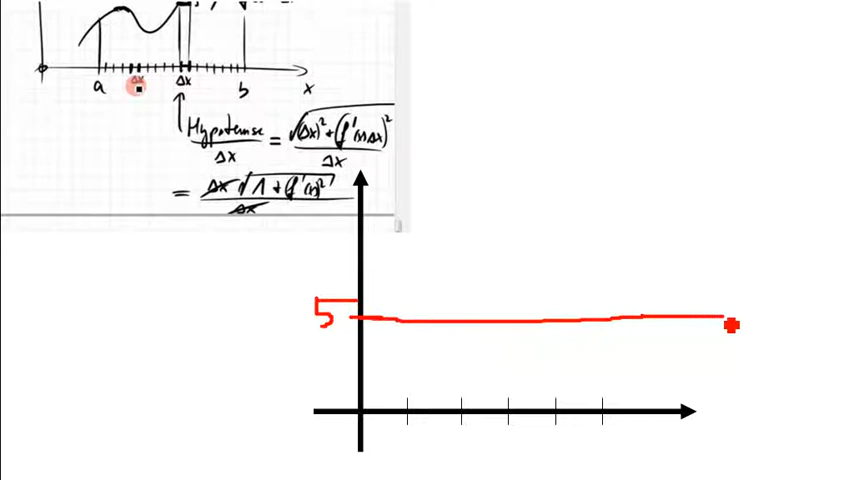 Δx
Δx
a
b
x
Hypotenuse/Δx = √((Δx)²+(f'(x)Δx)²)/Δx
= Δx√(1+f'(x)²)/Δx
5